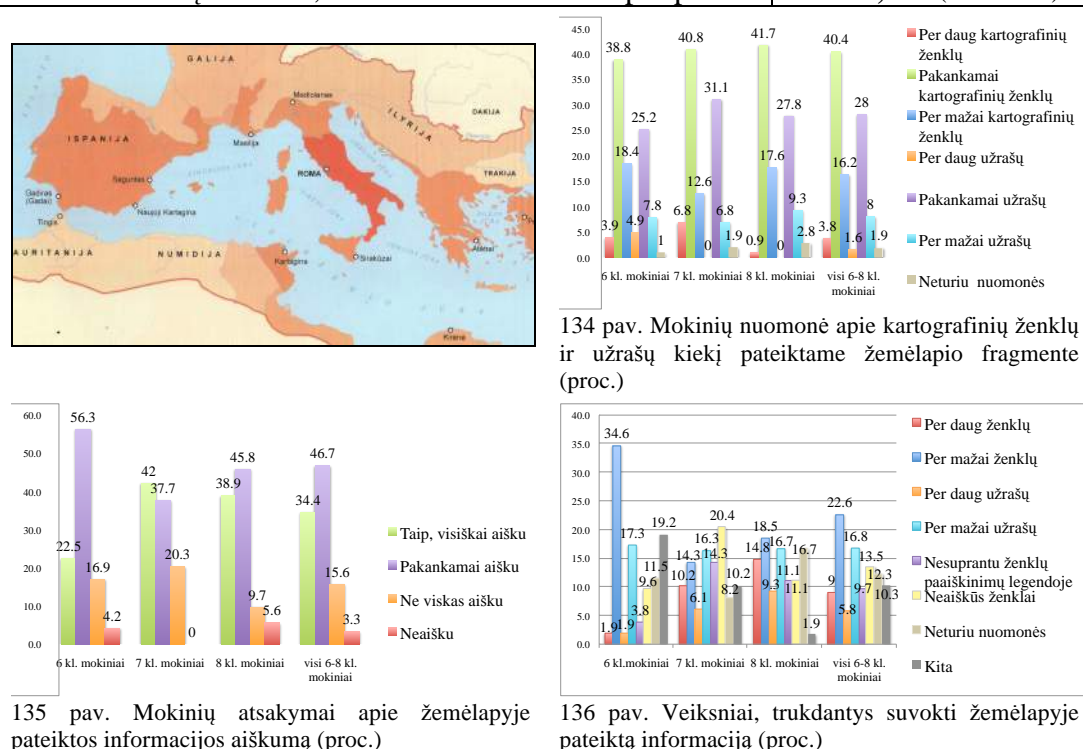 GALIJA
Mediolanas
DAKIJA
ILYRIJA
ISPANIJA
Masilija
ROMA
TRAKIJA
Saguntas
Gadėras
(Gadai)
Naujoji Kartagina
Tingis
Atėnai
AURITANIJA
NUMIDIJA
Kartagina
Sirakūzai
Kirėnė
45.0
40.0
35.0
30.0
25.0
20.0
15.0
10.0
5.0
0.0
38.8 40.8 41.7 40.4
25.2 31.1 27.8 28
18.4 12.6 17.6 16.2
3.9 4.9 7.8 1
6.8 0 6.8 1.9
0.9 0 9.3 2.8
3.8 1.6 8 1.9
6 kl. mokiniai 7 kl. mokiniai 8 kl. mokiniai visi 6-8 kl.
mokiniai
Per daug kartografinių
ženklų
Pakankamai
kartografinių ženklų
Per mažai kartografinių
ženklų
Per daug užrašų
Pakankamai užrašų
Per mažai užrašų
Neturiu nuomonės
134 pav. Mokinių nuomonė apie kartografinių ženklų
ir užrašų kiekį pateiktame žemėlapio fragmente
(proc.)
60.0
50.0
40.0
30.0
20.0
10.0
0.0
22.5 56.3 16.9 4.2
42 37.7 20.3 0
38.9 45.8 9.7 5.6
34.4 46.7 15.6 3.3
6 kl. mokiniai 7 kl. mokiniai 8 kl. mokiniai visi 6-8 kl.
mokiniai
Taip, visiškai aišku
Pakankamai aišku
Ne viskas aišku
Neaišku
135 pav. Mokinių atsakymai apie žemėlapyje
pateiktos informacijos aiškumą (proc.)
40.0
35.0
30.0
25.0
20.0
15.0
10.0
5.0
0.0
1.9 34.6 1.9 17.3 3.8 9.6 11.5 19.2
10.2 14.3 6.1 16.3 14.3 20.4 8.2 10.2
14.8 18.5 9.3 16.7 11.1 11.1 16.7 1.9
9 22.6 5.8 16.8 9.7 13.5 12.3 10.3
6 kl.mokiniai 7 kl. mokiniai 8 kl. mokiniai visi 6-8 kl.
mokiniai
Per daug ženklų
Per mažai ženklų
Per daug užrašų
Per mažai užrašų
Nesuprantu ženklų
paaiškinimų legendoje
Neaiškūs ženklai
Neturiu nuomonės
Kita
136 pav. Veiksniai, trukdantys suvokti žemėlapyje
pateiktą informaciją (proc.)